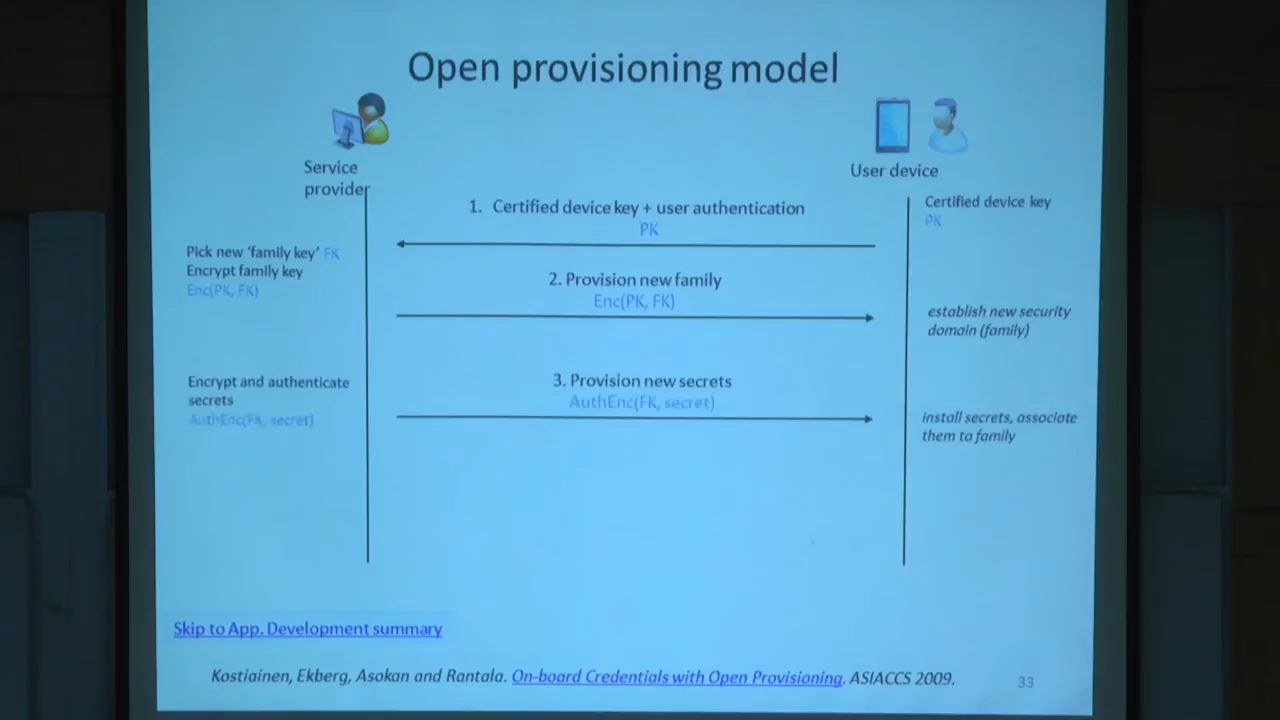 Open provisioning model
Service
provider
User device
1. Certified device key + user authentication
PK
Certified device key
PK
Pick new 'family key' FK
Encrypt family key
Enc(PK, FK)
2. Provision new family
Enc(PK, FK)
establish new security
domain (family)
Encrypt and authenticate
secrets
AuthEnc(FK, secret)
3. Provision new secrets
AuthEnc(FK, secret)
install secrets, associate
them to family
Skip to App. Development summary
Kostiainen, Ekberg, Asokan and Rantala. On-board Credentials with Open Provisioning. ASIACCS 2009.
33